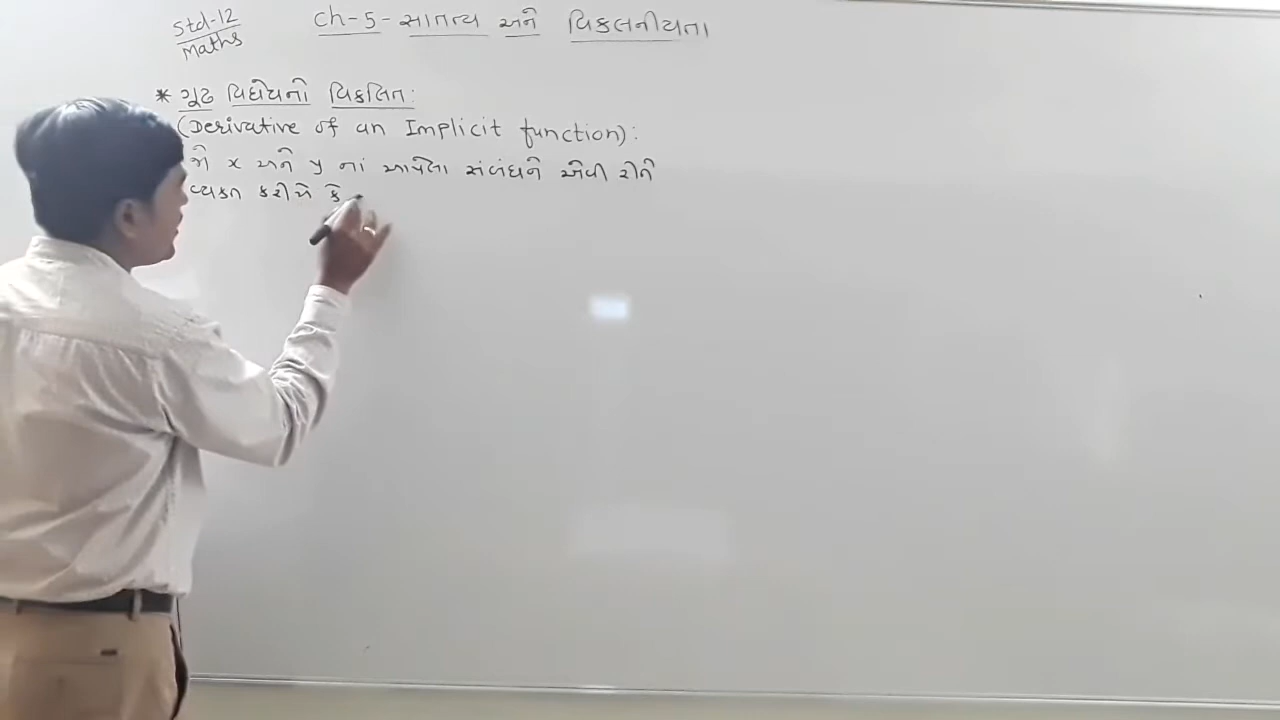 Std-12
Maths
Ch-5-સાતત્ય અને વિકલનીયતા
* ગૂઢ વિધેયનો વિકલિત:
(Derivative of an Implicit function):
જો x અને y નાં આપેલા સંબંધને એવી રીતે
વ્યક્ત કરીએ કે